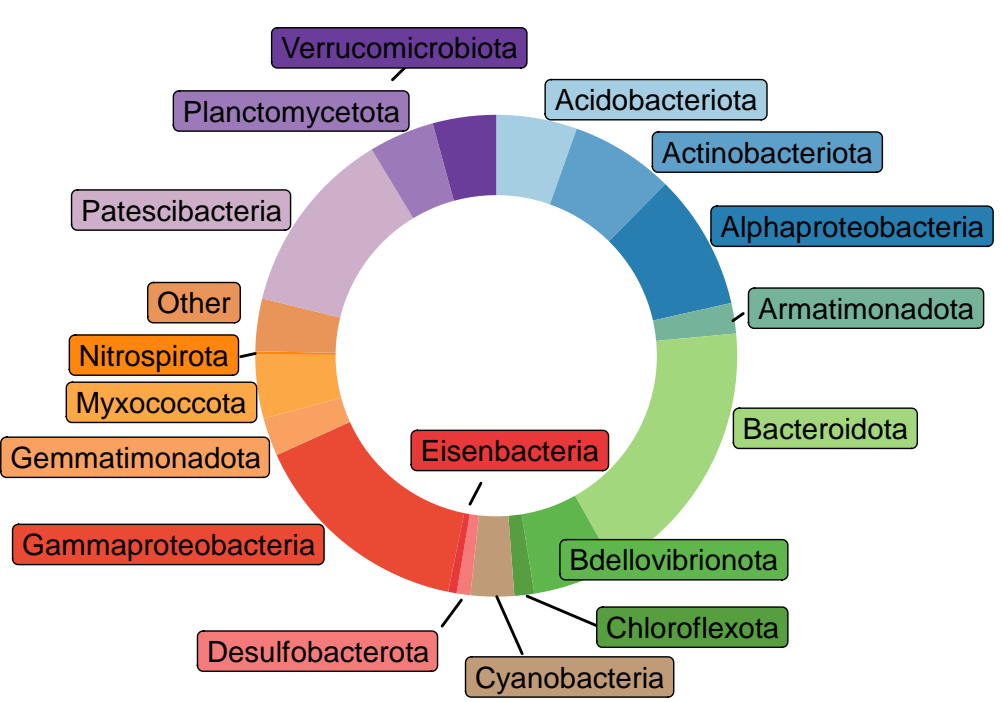 Verrucomicrobiota
Acidobacteriota
Planctomycetota
Actinobacteriota
Patescibacteria
Alphaproteobacteria
Other
Armatimonadota
Nitrospirota
Myxococcota
Bacteroidota
Eisenbacteria
Gemmatimonadota
Gammaproteobacteria
Bdellovibrionota
Chloroflexota
Desulfobacterota
Cyanobacteria